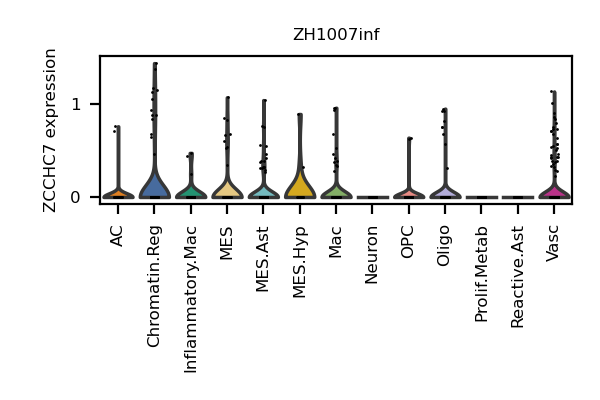 ZH1007inf
ZCCHC7 expression
1
0
AC
Chromatin.Reg
Inflammatory.Mac
MES
MES.Ast
MES.Hyp
Mac
Neuron
OPC
Oligo
Prolif.Metab
Reactive.Ast
Vasc